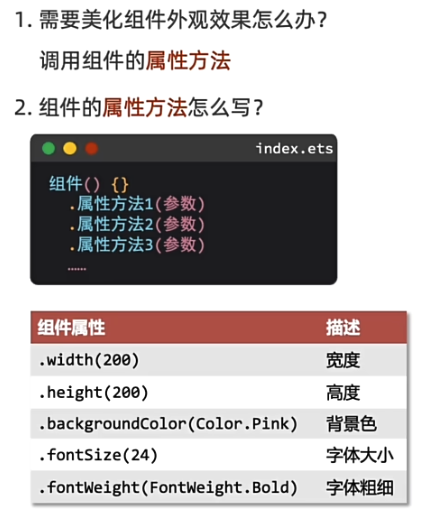 1. 需要美化组件外观效果怎么办？
调用组件的属性方法
2. 组件的属性方法怎么写？
index.ets
组件() {}
.属性方法1(参数)
.属性方法2(参数)
.属性方法3(参数)
……
组件属性 描述
.width(200) 宽度
.height(200) 高度
.backgroundColor(Color.Pink) 背景色
.fontSize(24) 字体大小
.fontWeight(FontWeight.Bold) 字体粗细